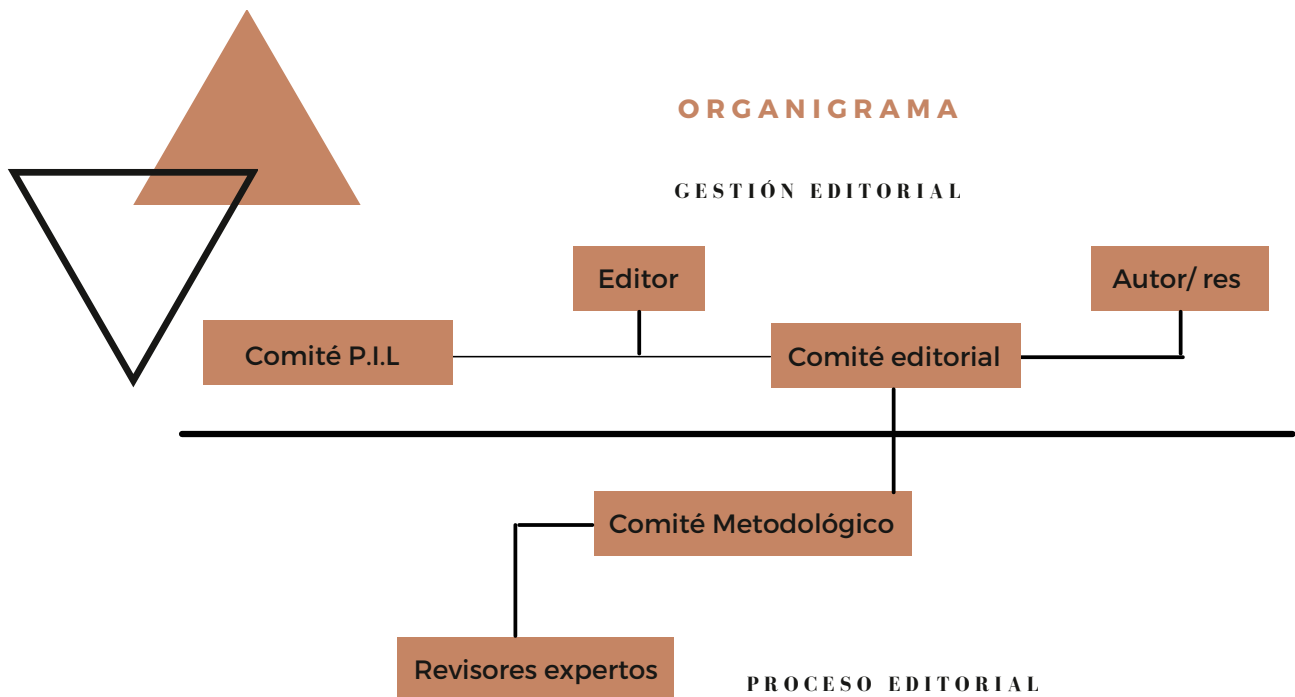 ORGANIGRAMA
GESTIÓN EDITORIAL
Editor
Autor/ res
Comité P.I.L
Comité editorial
Comité Metodológico
Revisores expertos
PROCESO EDITORIAL